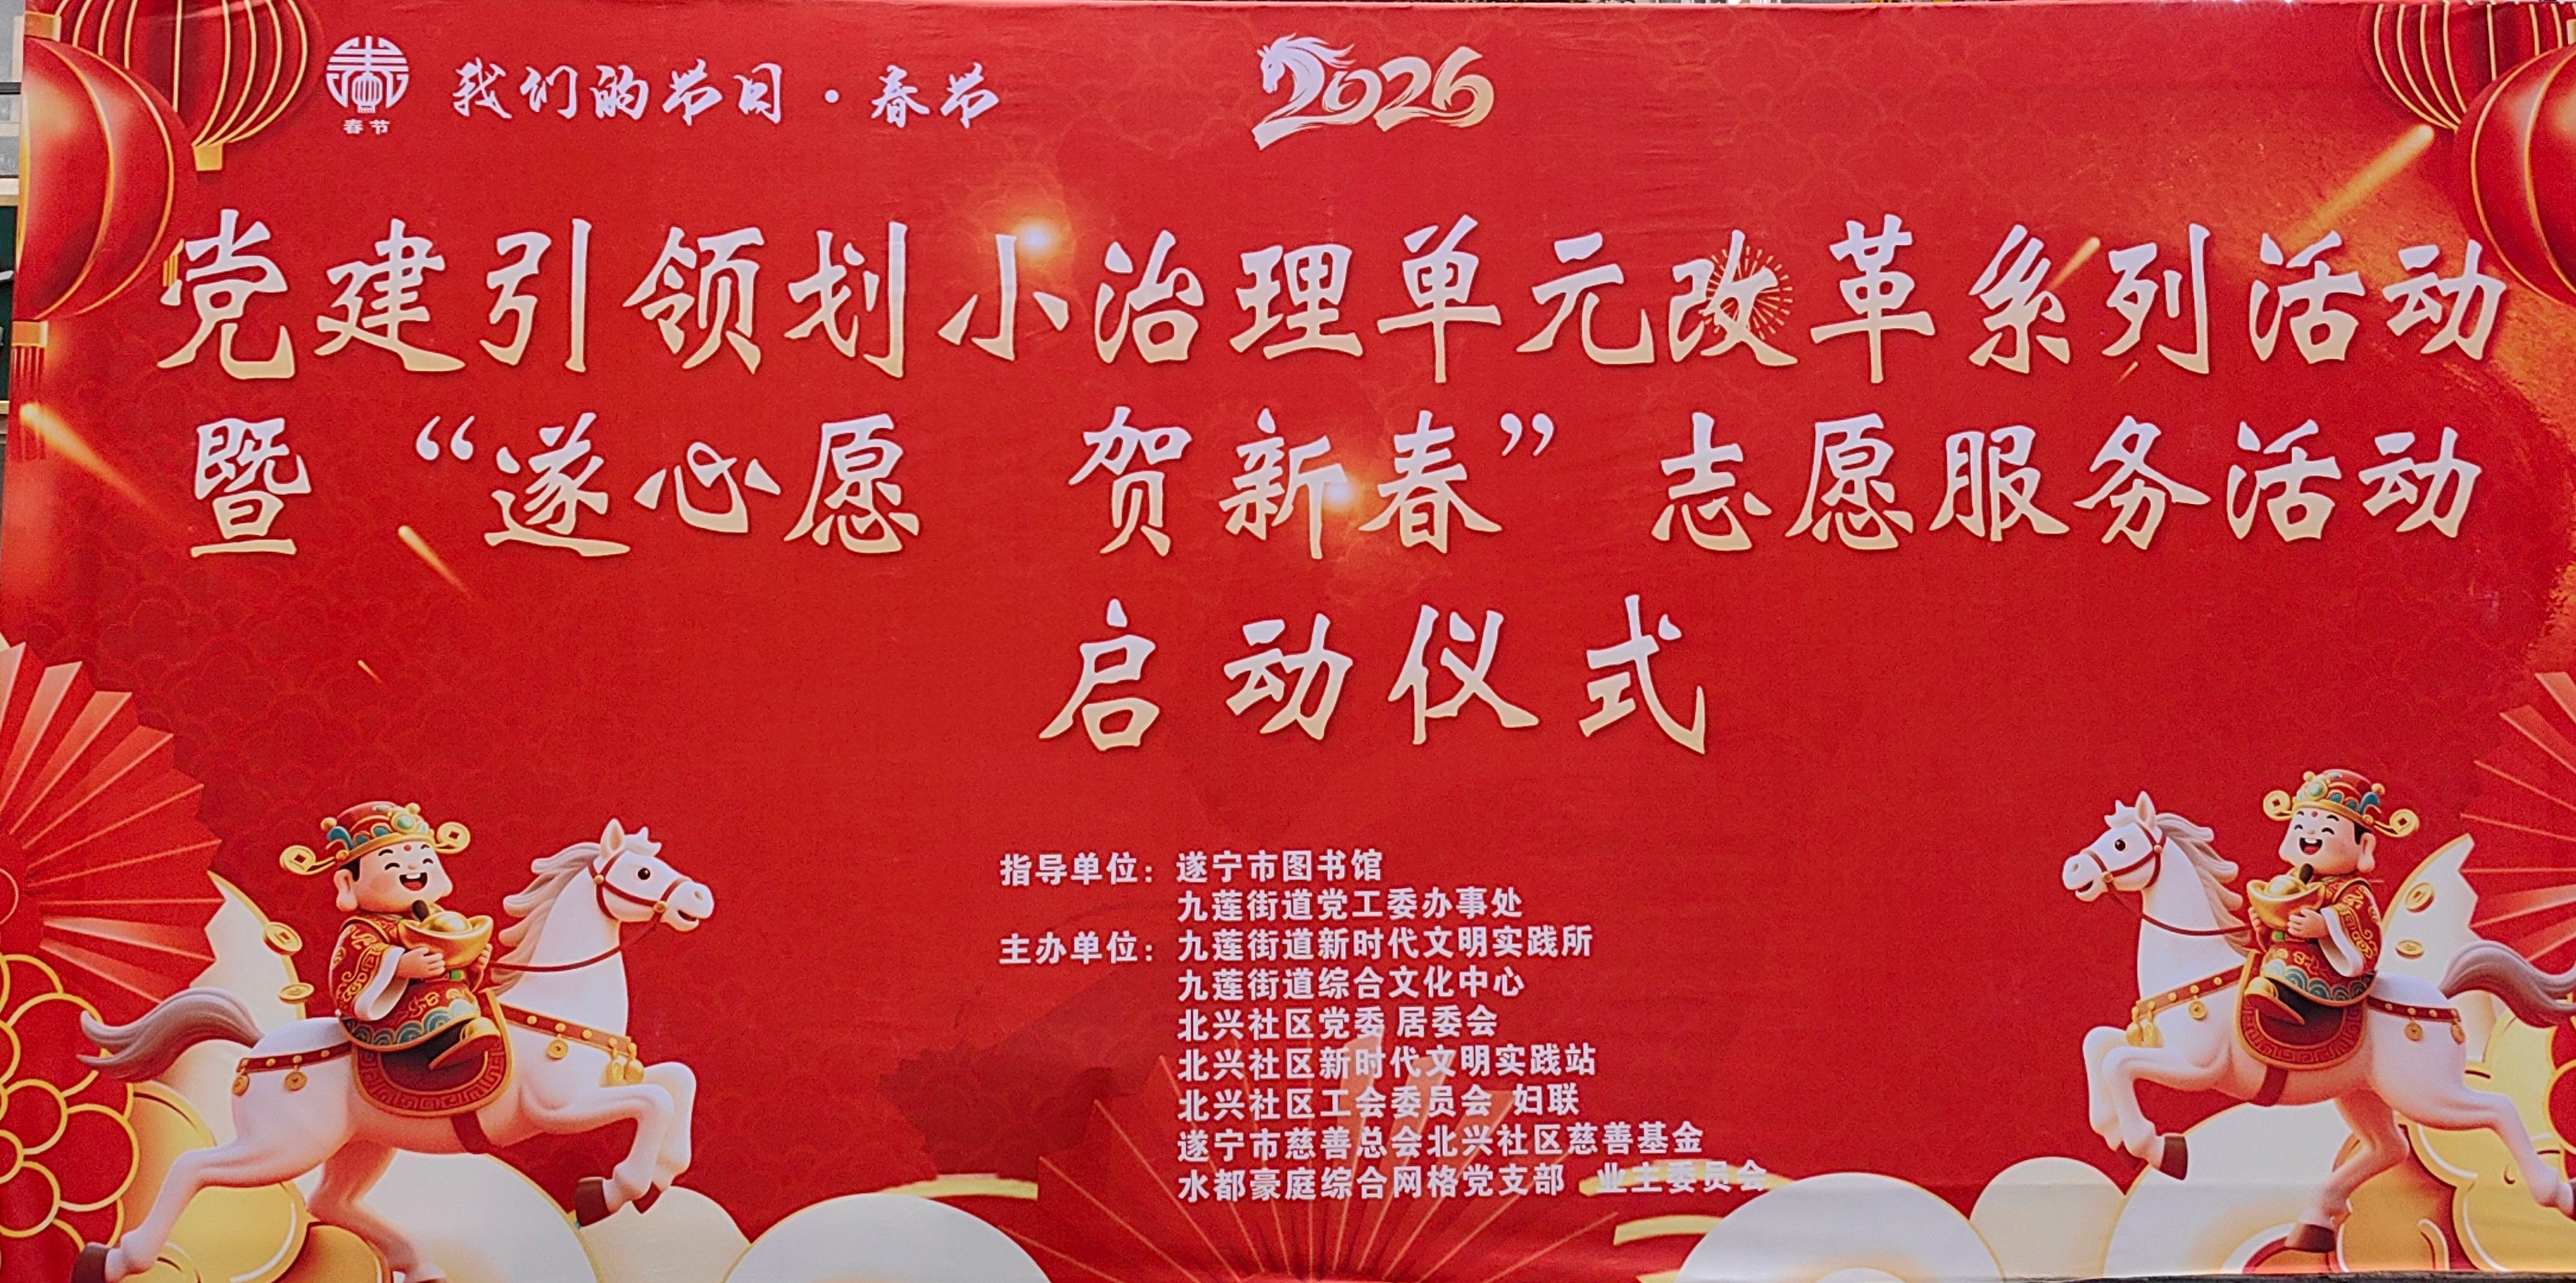 春节
我们的节日·春节
2026
党建引领划小治理单元改革系列活动
暨“遂心愿 贺新春”志愿服务活动
启动仪式
指导单位：遂宁市图书馆
九莲街道党工委办事处
主办单位：九莲街道新时代文明实践所
九莲街道综合文化中心
北兴社区党委 居委会
北兴社区新时代文明实践站
北兴社区工会委员会 妇联
遂宁市慈善总会北兴社区慈善基金
水都豪庭综合网格党支部 业主委员会